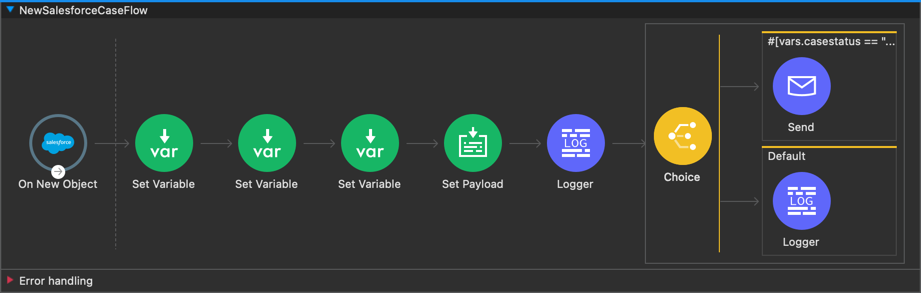 NewSalesforceCaseFlow
#[vars.casestatus == "...
salesforce
var
var
var
LOG
On New Object
Set Variable
Set Variable
Set Variable
Set Payload
Logger
Choice
Send
Default
LOG
Logger
Error handling